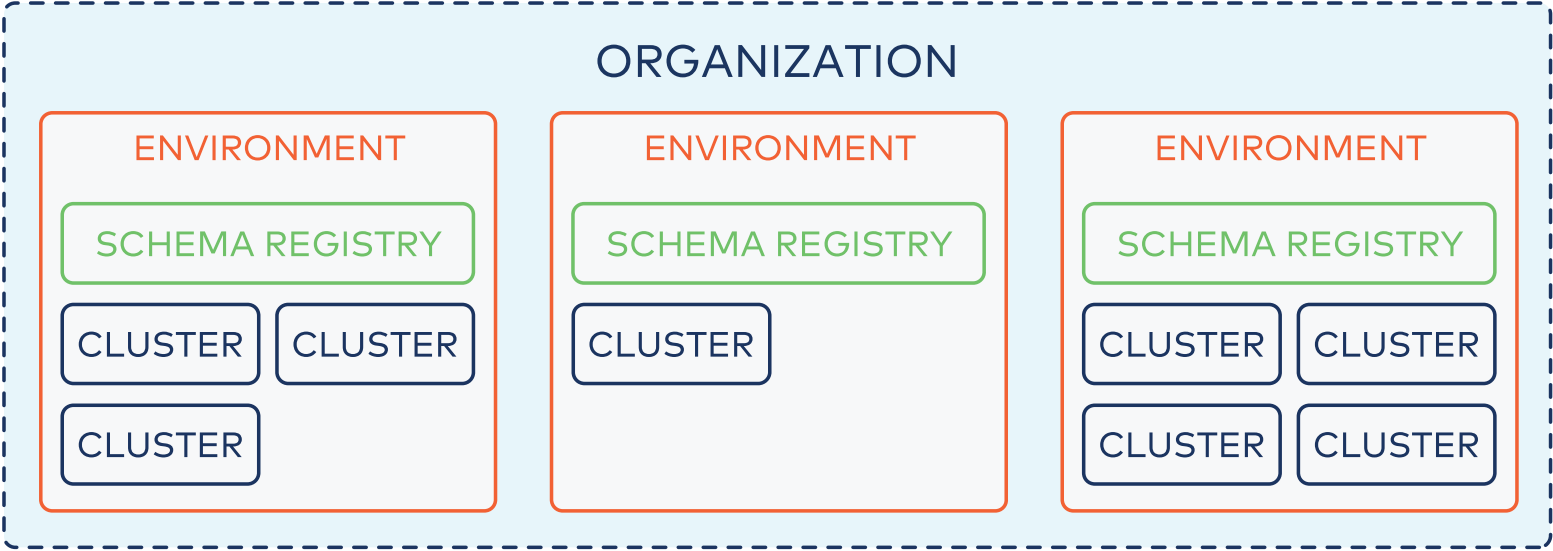 ORGANIZATION
ENVIRONMENT
SCHEMA REGISTRY
CLUSTER
CLUSTER
CLUSTER
ENVIRONMENT
SCHEMA REGISTRY
CLUSTER
ENVIRONMENT
SCHEMA REGISTRY
CLUSTER
CLUSTER
CLUSTER
CLUSTER